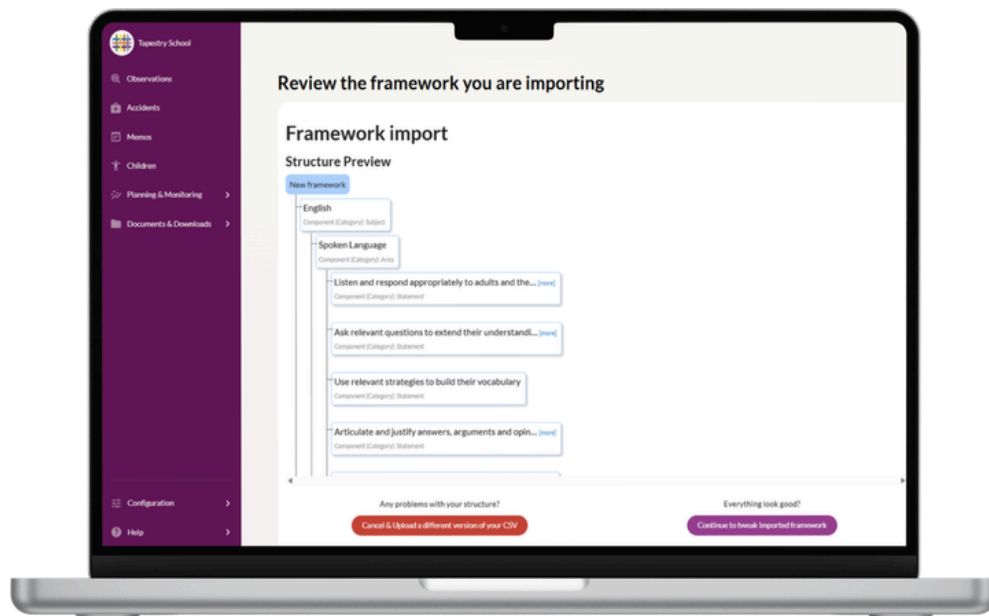 Tapestry School
Observations
Accidents
Memos
Children
Planning & Monitoring
Documents & Downloads
Configuration
Help
Review the framework you are importing
Framework import
Structure Preview
New framework
English
Component (Category): Subject
Spoken Language
Component (Category): Area
Listen and respond appropriately to adults and the... [more]
Component (Category): Statement
Ask relevant questions to extend their understandi... [more]
Component (Category): Statement
Use relevant strategies to build their vocabulary
Component (Category): Statement
Articulate and justify answers, arguments and opin... [more]
Component (Category): Statement
Any problems with your structure?
Cancel & Upload a different version of your CSV
Everything look good?
Continue to tweak imported framework